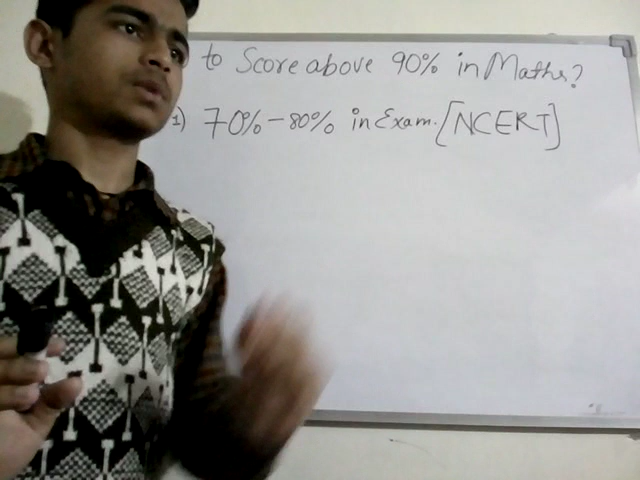 to Score above 90% in Maths?
1) 70% - 80% in Exam. [NCERT]